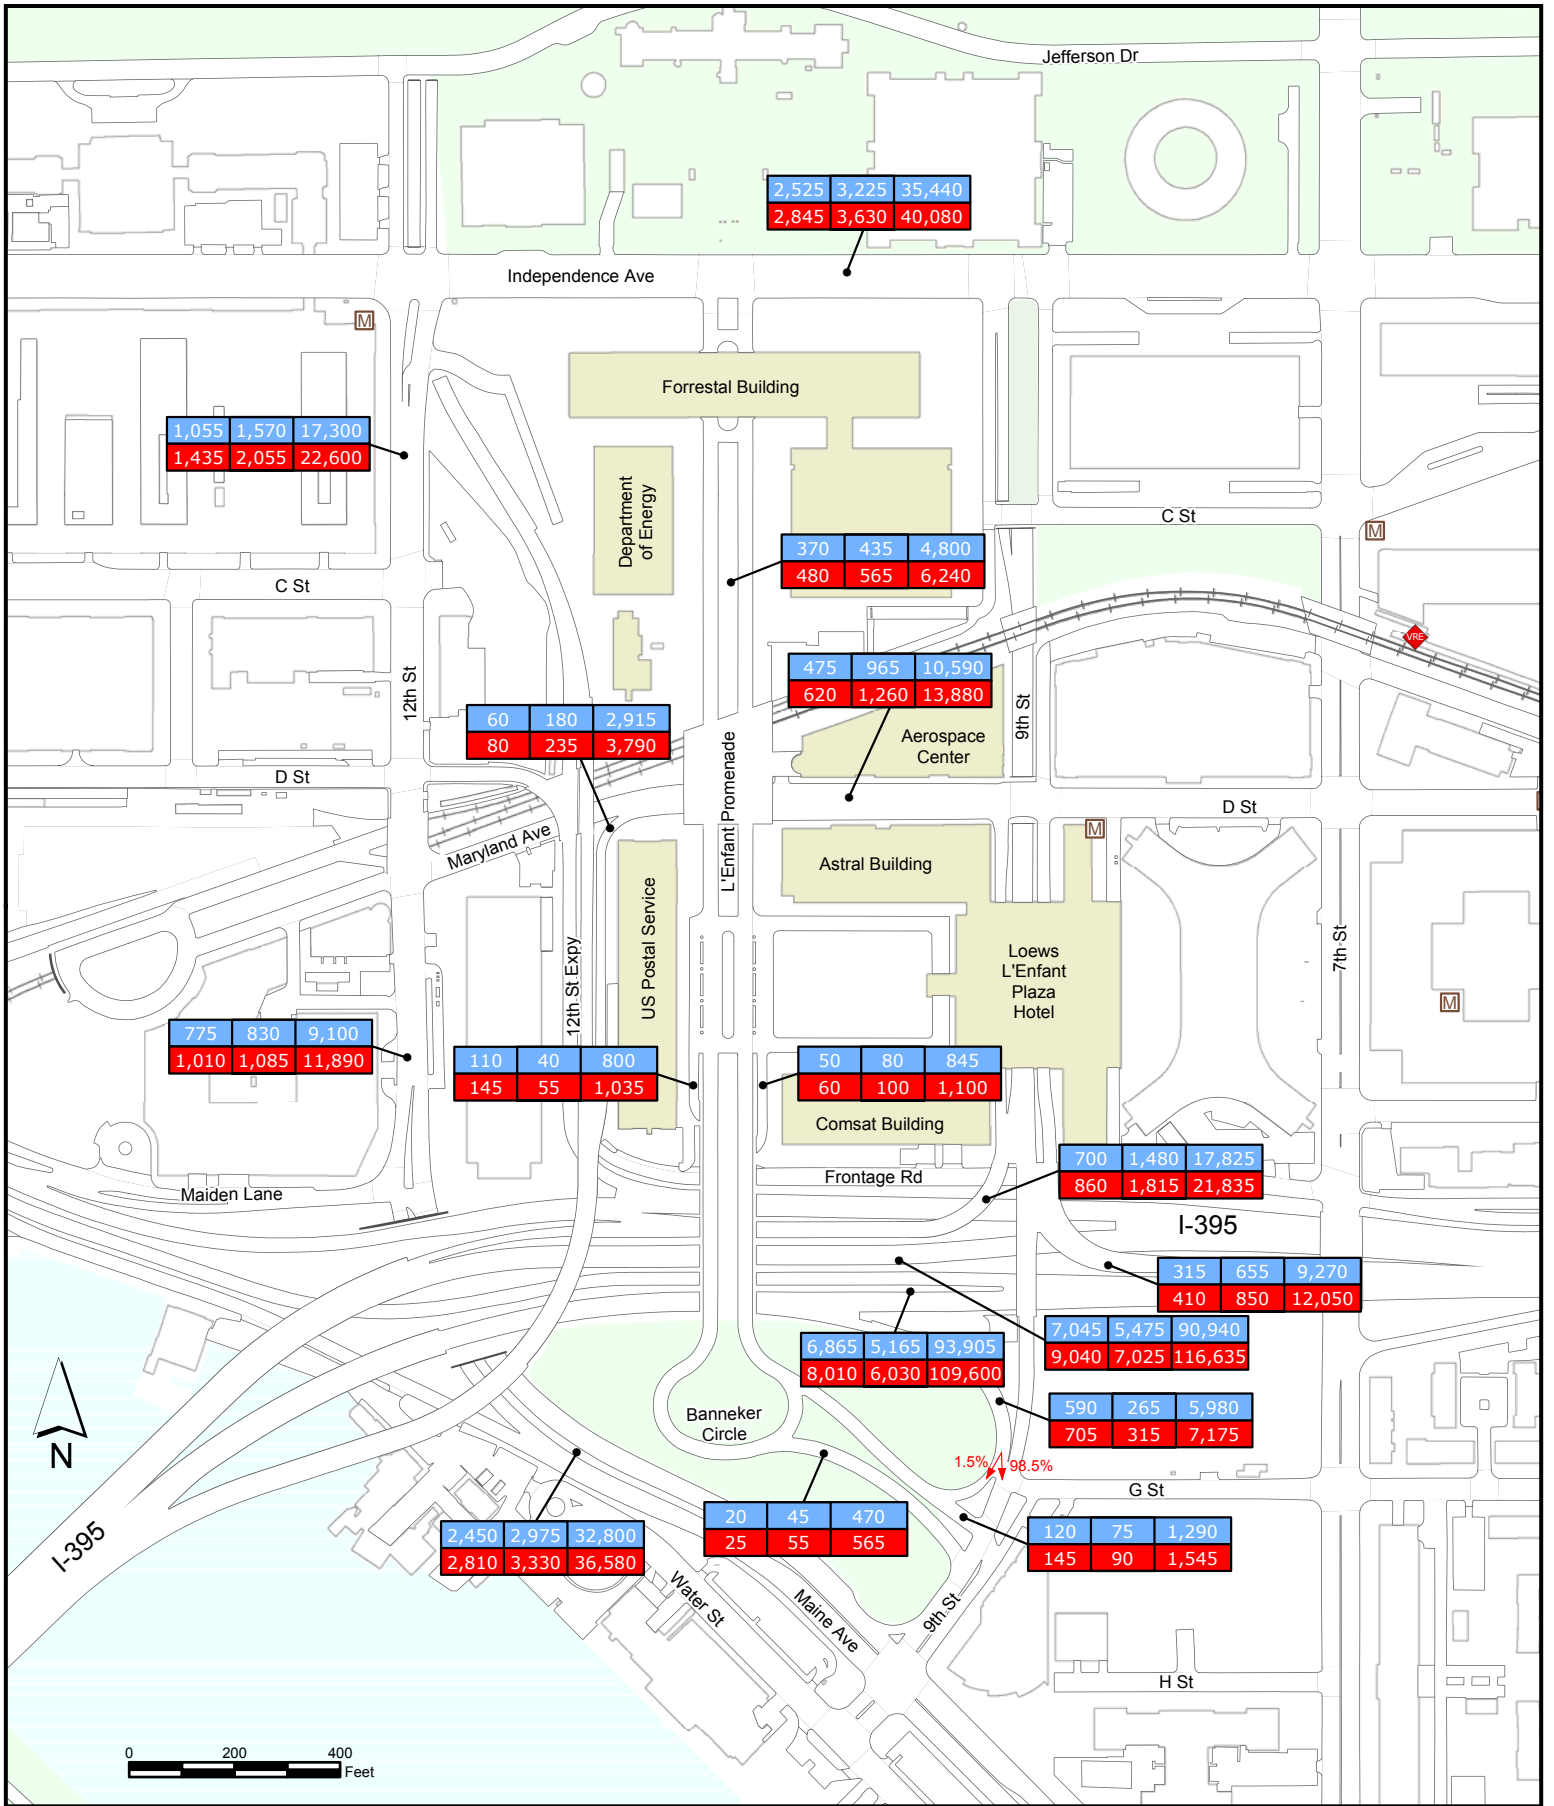 Jefferson Dr
2,525 3,225 35,440
2,845 3,630 40,080
Independence Ave
M
Forrestal Building
1,055 1,570 17,300
1,435 2,055 22,600
Department
of Energy
C St
M
370 435 4,800
480 565 6,240
C St
VRE
475 965 10,590
620 1,260 13,880
12th St
9th St
60 180 2,915
80 235 3,790
Aerospace
Center
L'Enfant Promenade
D St
D St
M
Maryland Ave
Astral Building
US Postal Service
12th St Expy
7th St
Loews
L'Enfant
Plaza
Hotel
M
775 830 9,100
1,010 1,085 11,890
110 40 800
145 55 1,035
50 80 845
60 100 1,100
Comsat Building
700 1,480 17,825
860 1,815 21,835
Frontage Rd
Maiden Lane
I-395
315 655 9,270
410 850 12,050
7,045 5,475 90,940
9,040 7,025 116,635
6,865 5,165 93,905
8,010 6,030 109,600
590 265 5,980
705 315 7,175
Banneker
Circle
N
1.5% 98.5%
G St
20 45 470
25 55 565
120 75 1,290
145 90 1,545
2,450 2,975 32,800
2,810 3,330 36,580
I-395
Water St
Maine Ave
9th St
H St
0 200 400
Feet